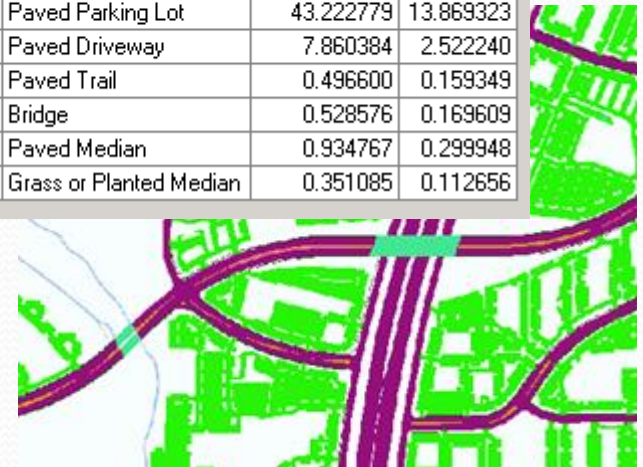 Paved Parking Lot 43.222779 13.869323
Paved Driveway 7.860384 2.522240
Paved Trail 0.496600 0.159349
Bridge 0.528576 0.169609
Paved Median 0.934767 0.299948
Grass or Planted Median 0.351085 0.112656